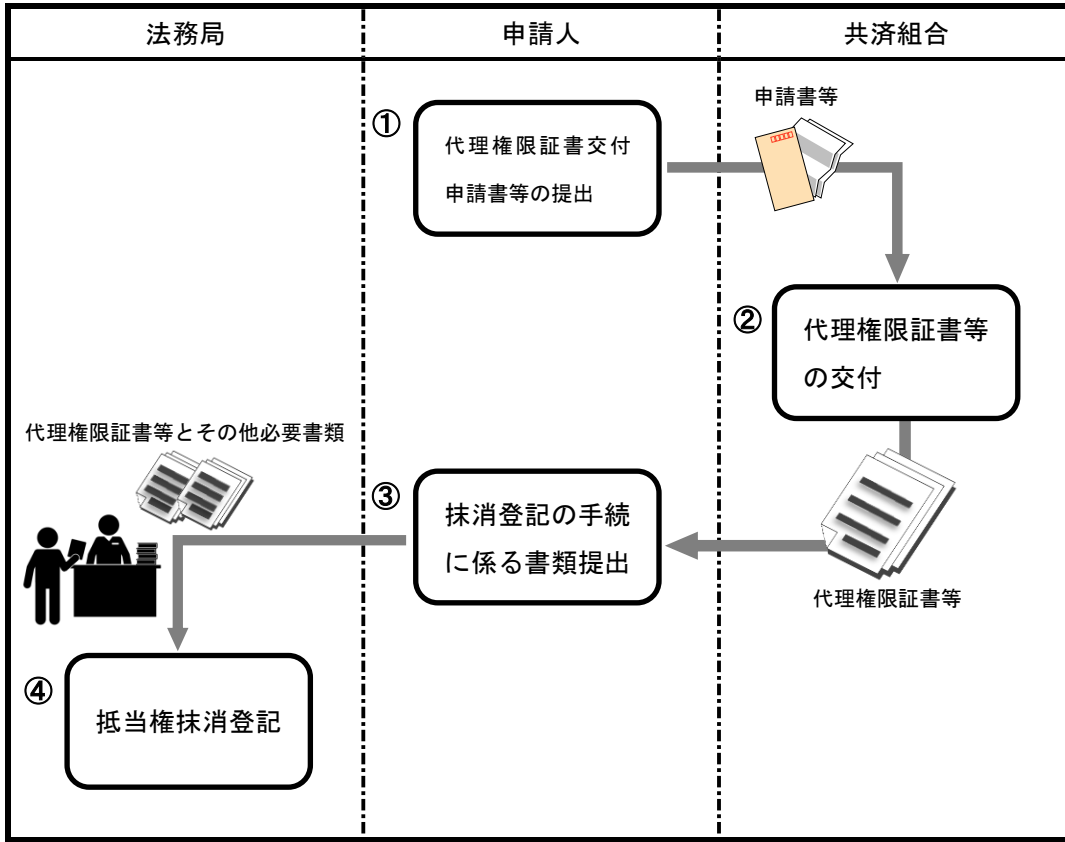 法務局
申請人
共済組合
申請書等
①
代理権限証書交付
申請書等の提出
②
代理権限証書等
の交付
代理権限証書等とその他必要書類
③
抹消登記の手続
に係る書類提出
代理権限証書等
④
抵当権抹消登記